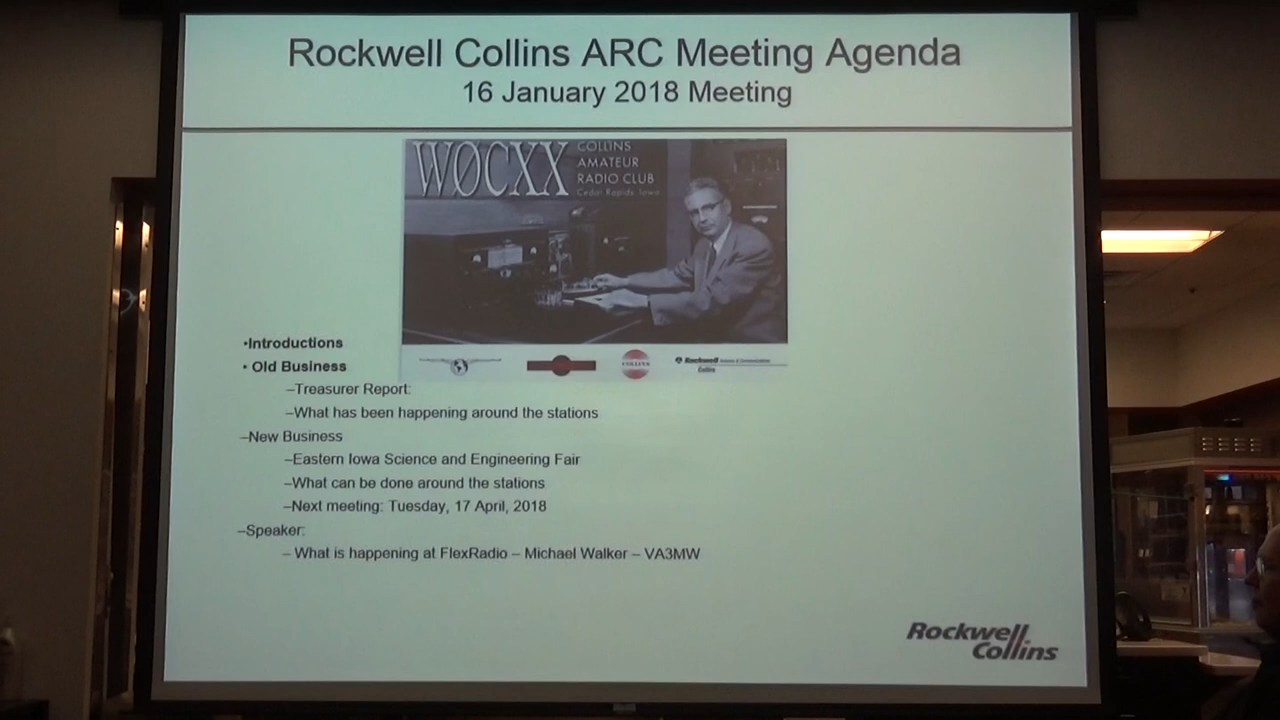 Rockwell Collins ARC Meeting Agenda
16 January 2018 Meeting
WØCXX
COLLINS
AMATEUR
RADIO CLUB
Cedar Rapids, Iowa
•Introductions
• Old Business
–Treasurer Report:
–What has been happening around the stations
–New Business
–Eastern Iowa Science and Engineering Fair
–What can be done around the stations
–Next meeting: Tuesday, 17 April, 2018
–Speaker:
– What is happening at FlexRadio – Michael Walker – VA3MW
COLLINS
Rockwell
Collins
Rockwell
Collins